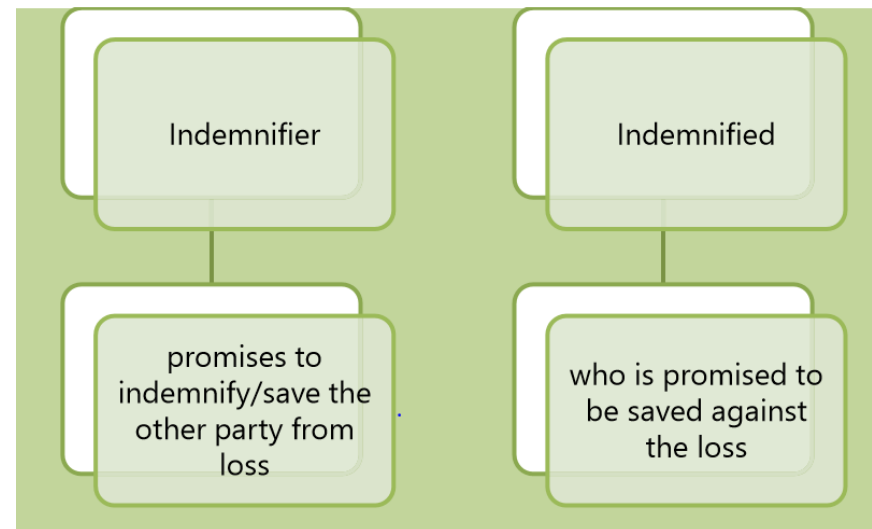 Indemnifier
promises to
indemnify/save the
other party from
loss
Indemnified
who is promised to
be saved against
the loss